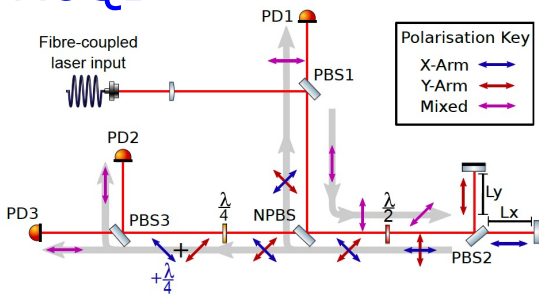 PD1
Fibre-coupled
laser input
PBS1
Polarisation Key
X-Arm
Y-Arm
Mixed
PD2
PD3
PBS3
λ
4
NPBS
λ
2
Ly
Lx
PBS2
+
+λ
4